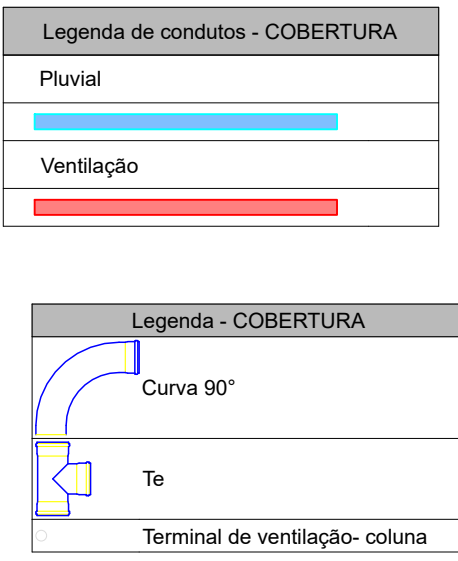 Legenda de condutos - COBERTURA
Pluvial
Ventilação
Legenda - COBERTURA
Curva 90°
Te
Terminal de ventilação- coluna